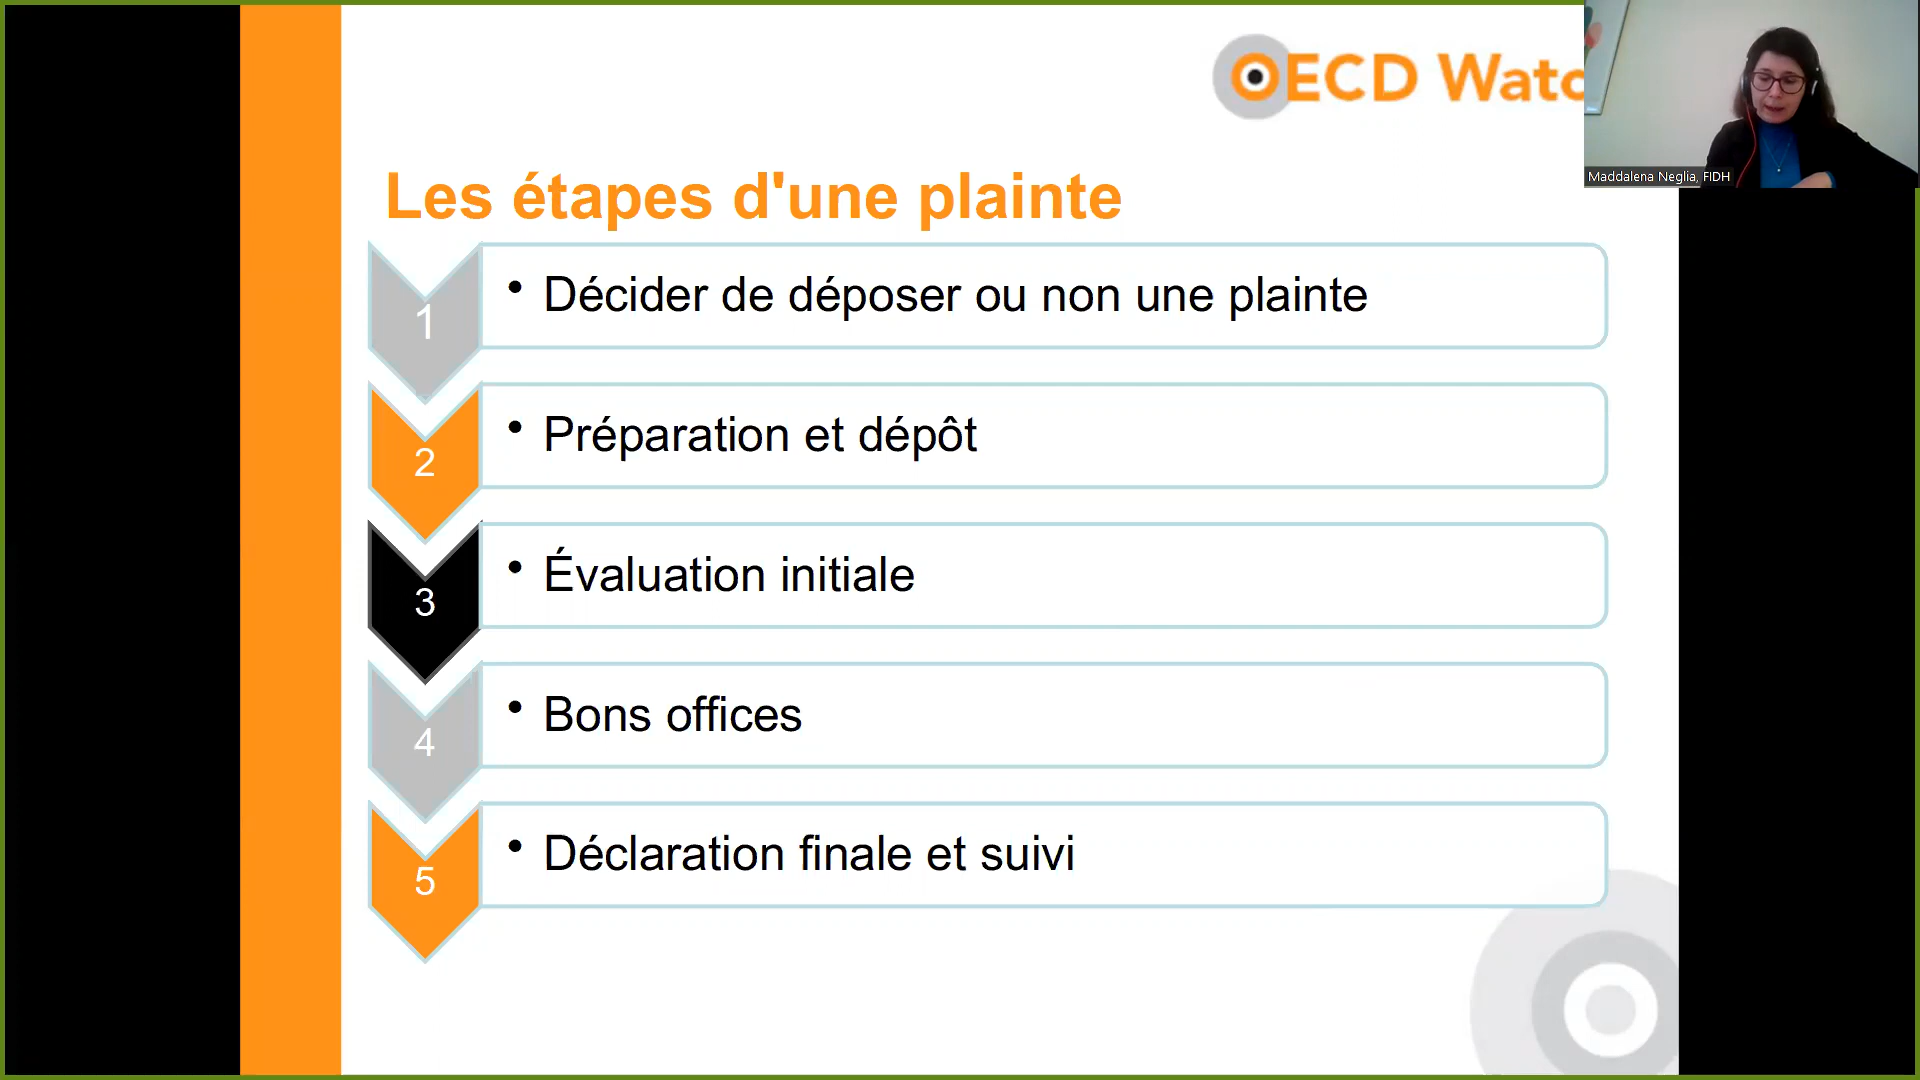 OECD Watc
Maddalena Neglia, FIDH
Les étapes d'une plainte
1
• Décider de déposer ou non une plainte
2
• Préparation et dépôt
3
• Évaluation initiale
4
• Bons offices
5
• Déclaration finale et suivi